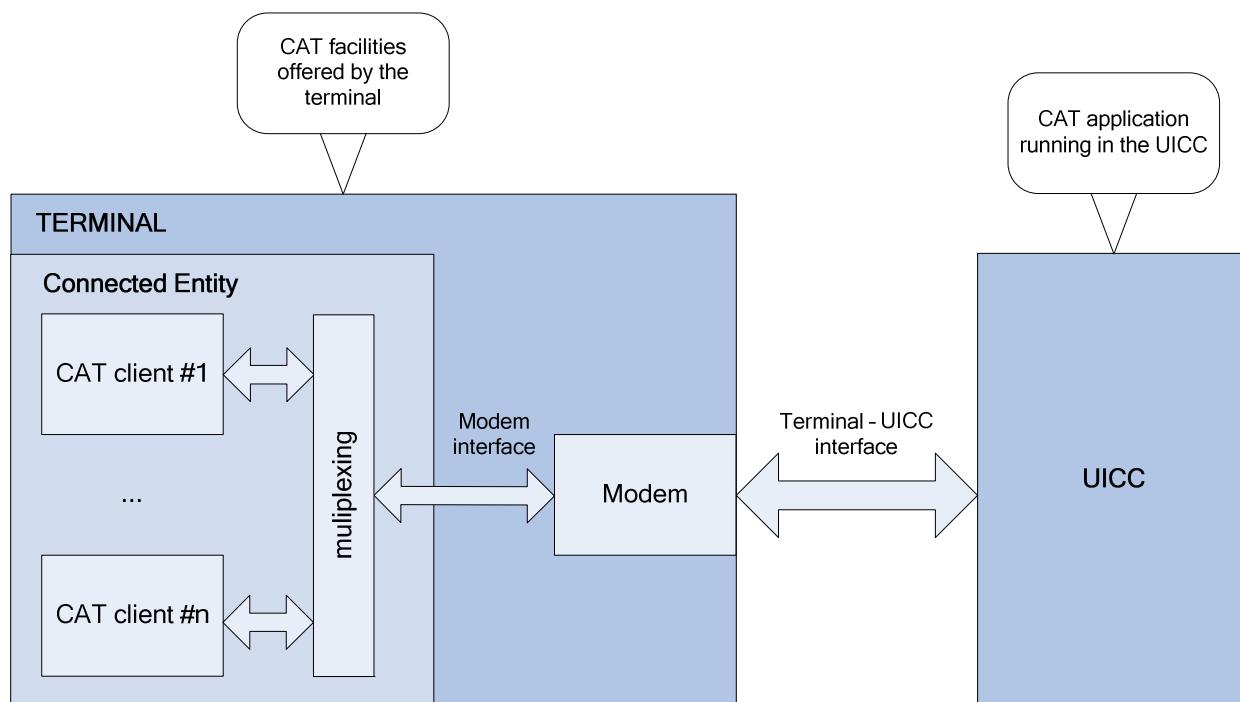 CAT facilities
offered by the
terminal
CAT application
running in the UICC
TERMINAL
Connected Entity
CAT client #1
...
CAT client #n
muliplexing
Modem
interface
Modem
Terminal - UICC
interface
UICC